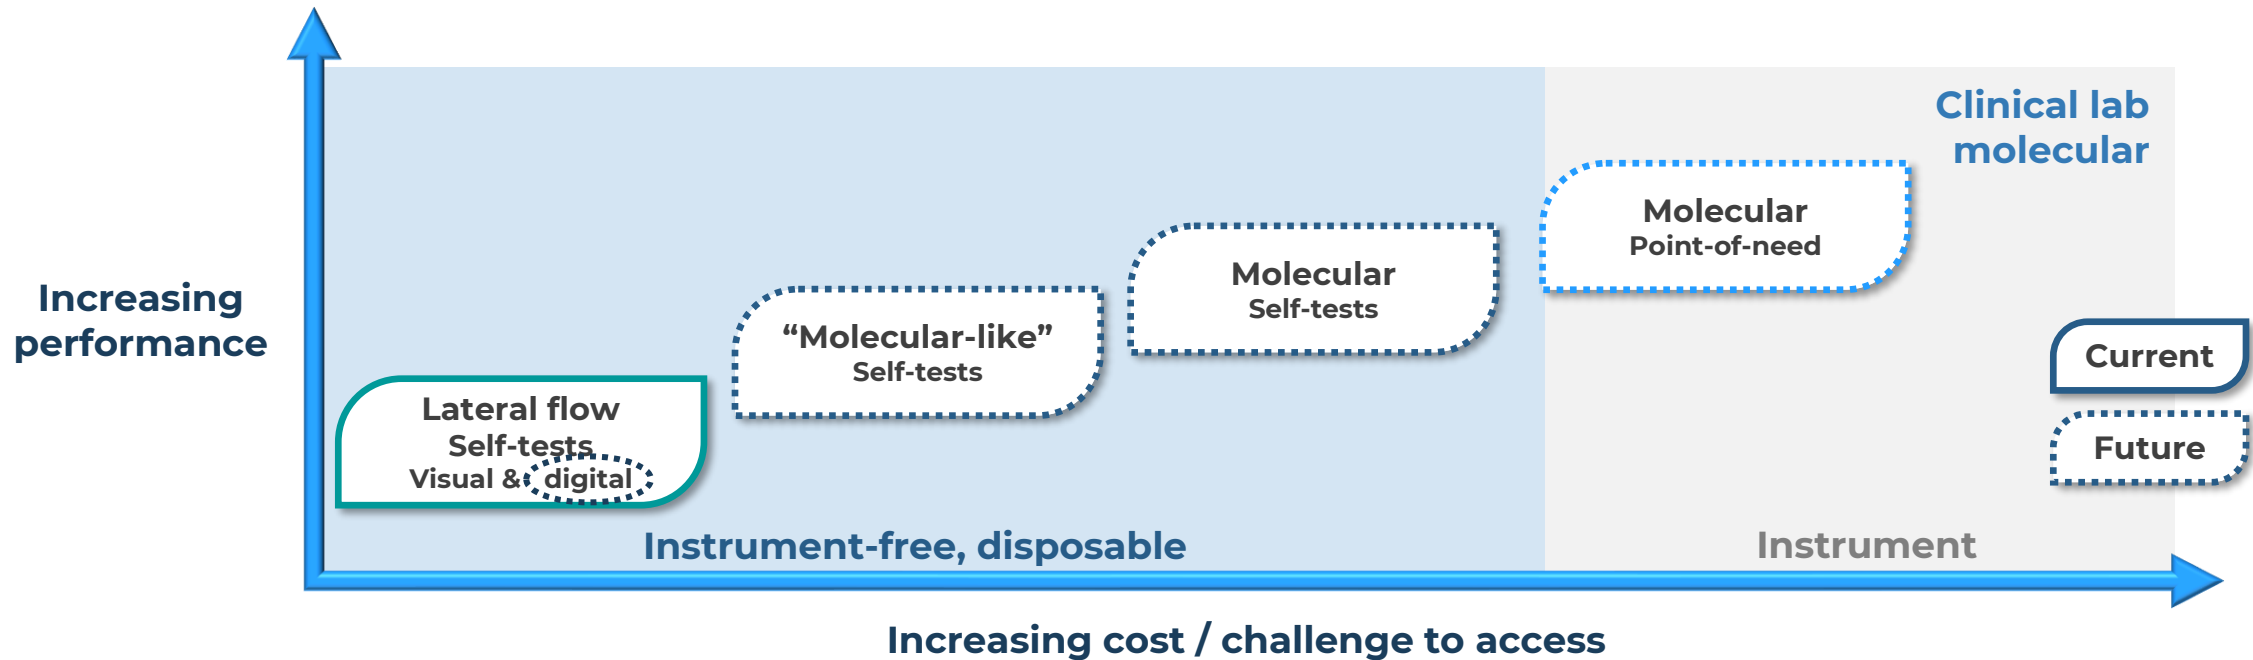 Clinical lab
molecular
Molecular
Point-of-need
Molecular
Self-tests
“Molecular-like”
Self-tests
Lateral flow
Self-tests
Visual & digital
Increasing
performance
Current
Future
Instrument-free, disposable
Instrument
Increasing cost / challenge to access